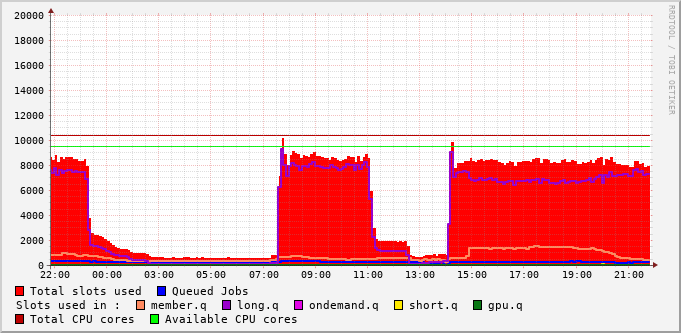 20000
18000
16000
14000
12000
10000
8000
6000
4000
2000
0
22:00 00:00 03:00 05:00 07:00 09:00 11:00 13:00 14:00 17:00 19:00 21:00
RRDTOOL / TOBI OETIKER
Total slots used Queued Jobs
Slots used in : member.q long.q ondemand.q short.q gpu.q
Total CPU cores Available CPU cores